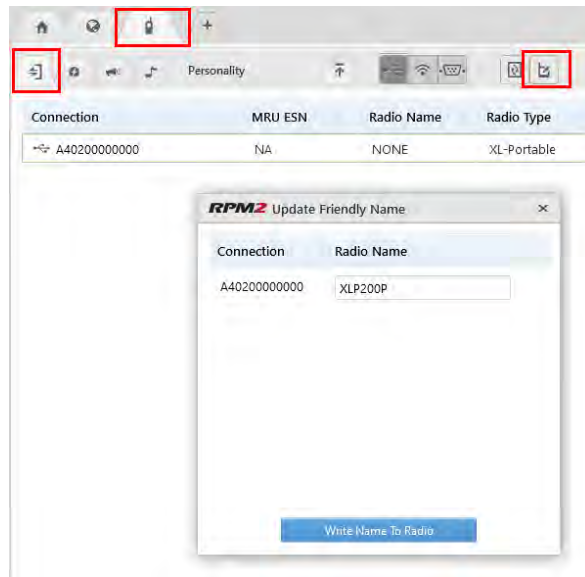 Personality
Connection MRU ESN Radio Name Radio Type
A40200000000 NA NONE XL-Portable
RPM2 Update Friendly Name
Connection Radio Name
A40200000000 XLP200P
Write Name To Radio